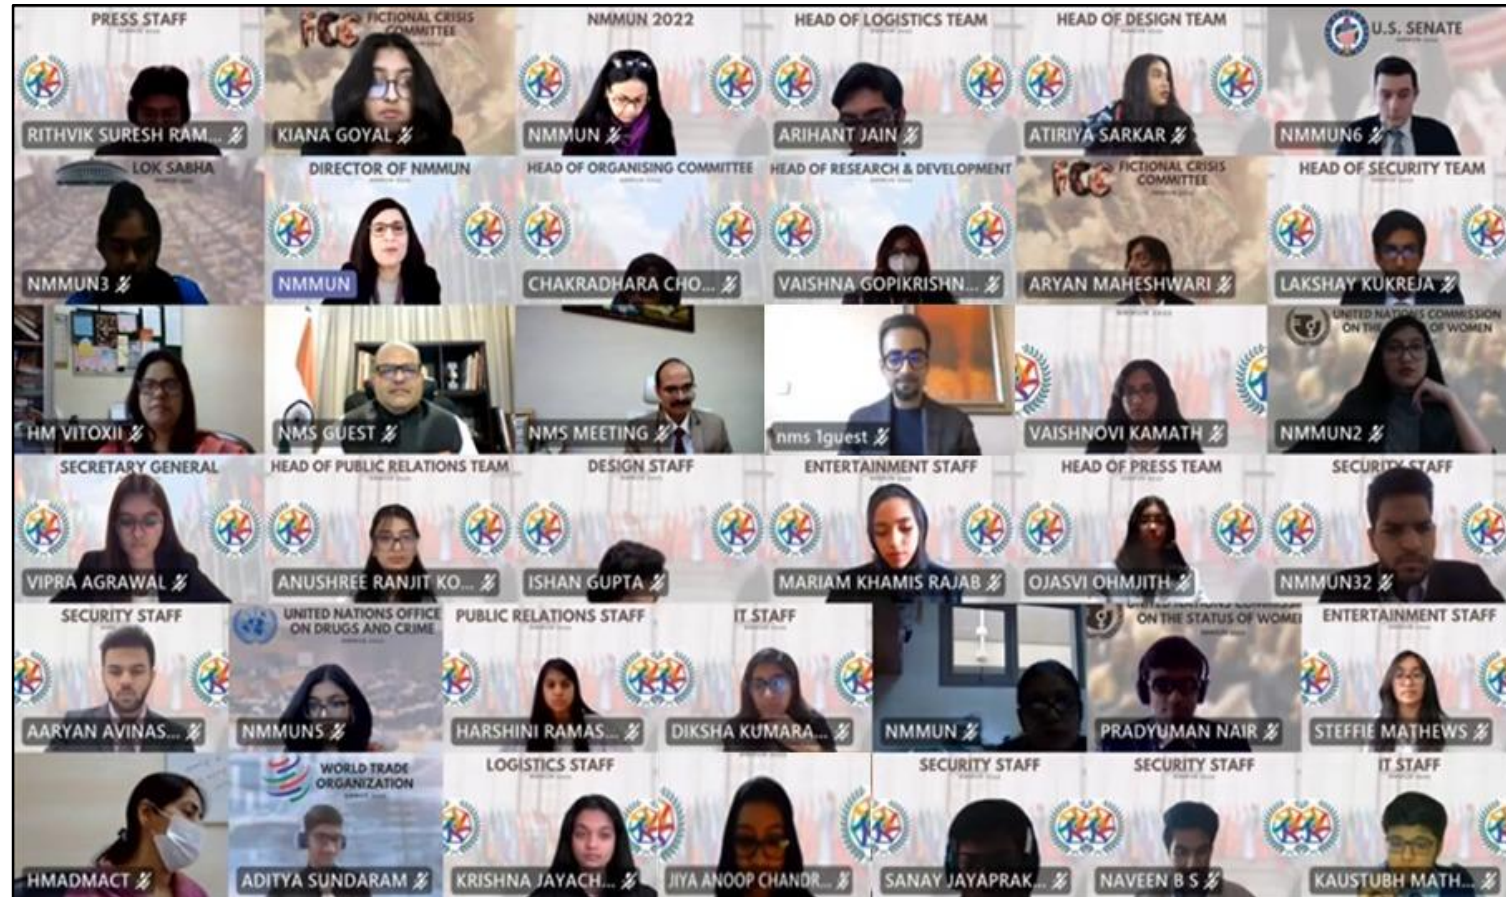 PRESS STAFF
RITHVIK SURESH RAM...
FICTIONAL CRISIS
COMMITTEE
KIANA GOYAL
NMMUN 2022
NMMUN
HEAD OF LOGISTICS TEAM
ARIHANT JAIN
HEAD OF DESIGN TEAM
ATIRIYA SARKAR
U.S. SENATE
NMMUN6
LOK SABHA
NMMUN3
DIRECTOR OF NMMUN
NMMUN
HEAD OF ORGANISING COMMITTEE
CHAKRADHARA CHO...
HEAD OF RESEARCH & DEVELOPMENT
VAISHNA GOPIKRISHN...
FCC
FICTIONAL CRISIS
COMMITTEE
ARYAN MAHESHWARI
HEAD OF SECURITY TEAM
LAKSHAY KUKREJA
HM VITOXII
NMS GUEST
NMS MEETING
nms 1guest
VAISHNOVI KAMATH
UNITED NATIONS COMMISSION
ON THE OF WOMEN
NMMUN2
SECRETARY GENERAL
VIPRA AGRAWAL
HEAD OF PUBLIC RELATIONS TEAM
ANUSHREE RANJIT KO...
DESIGN STAFF
ISHAN GUPTA
ENTERTAINMENT STAFF
MARIAM KHAMIS RAJAB
HEAD OF PRESS TEAM
OJASVI OHMJITH
SECURITY STAFF
NMMUN32
SECURITY STAFF
AARYAN AVINAS...
UNITED NATIONS OFFICE
ON DRUGS AND CRIME
NMMUN5
PUBLIC RELATIONS STAFF
HARSHINI RAMAS...
IT STAFF
DIKSHA KUMARA...
NMMUN
ON THE STATUS OF WOMEN
PRADYUMAN NAIR
ENTERTAINMENT STAFF
STEFFIE MATHEWS
HMADMACT
WORLD TRADE
ORGANIZATION
ADITYA SUNDARAM
LOGISTICS STAFF
KRISHNA JAYACH...
JIYA ANOOP CHANDR...
SECURITY STAFF
SANAY JAYAPRAK...
SECURITY STAFF
NAVEEN B S
IT STAFF
KAUSTUBH MATH...